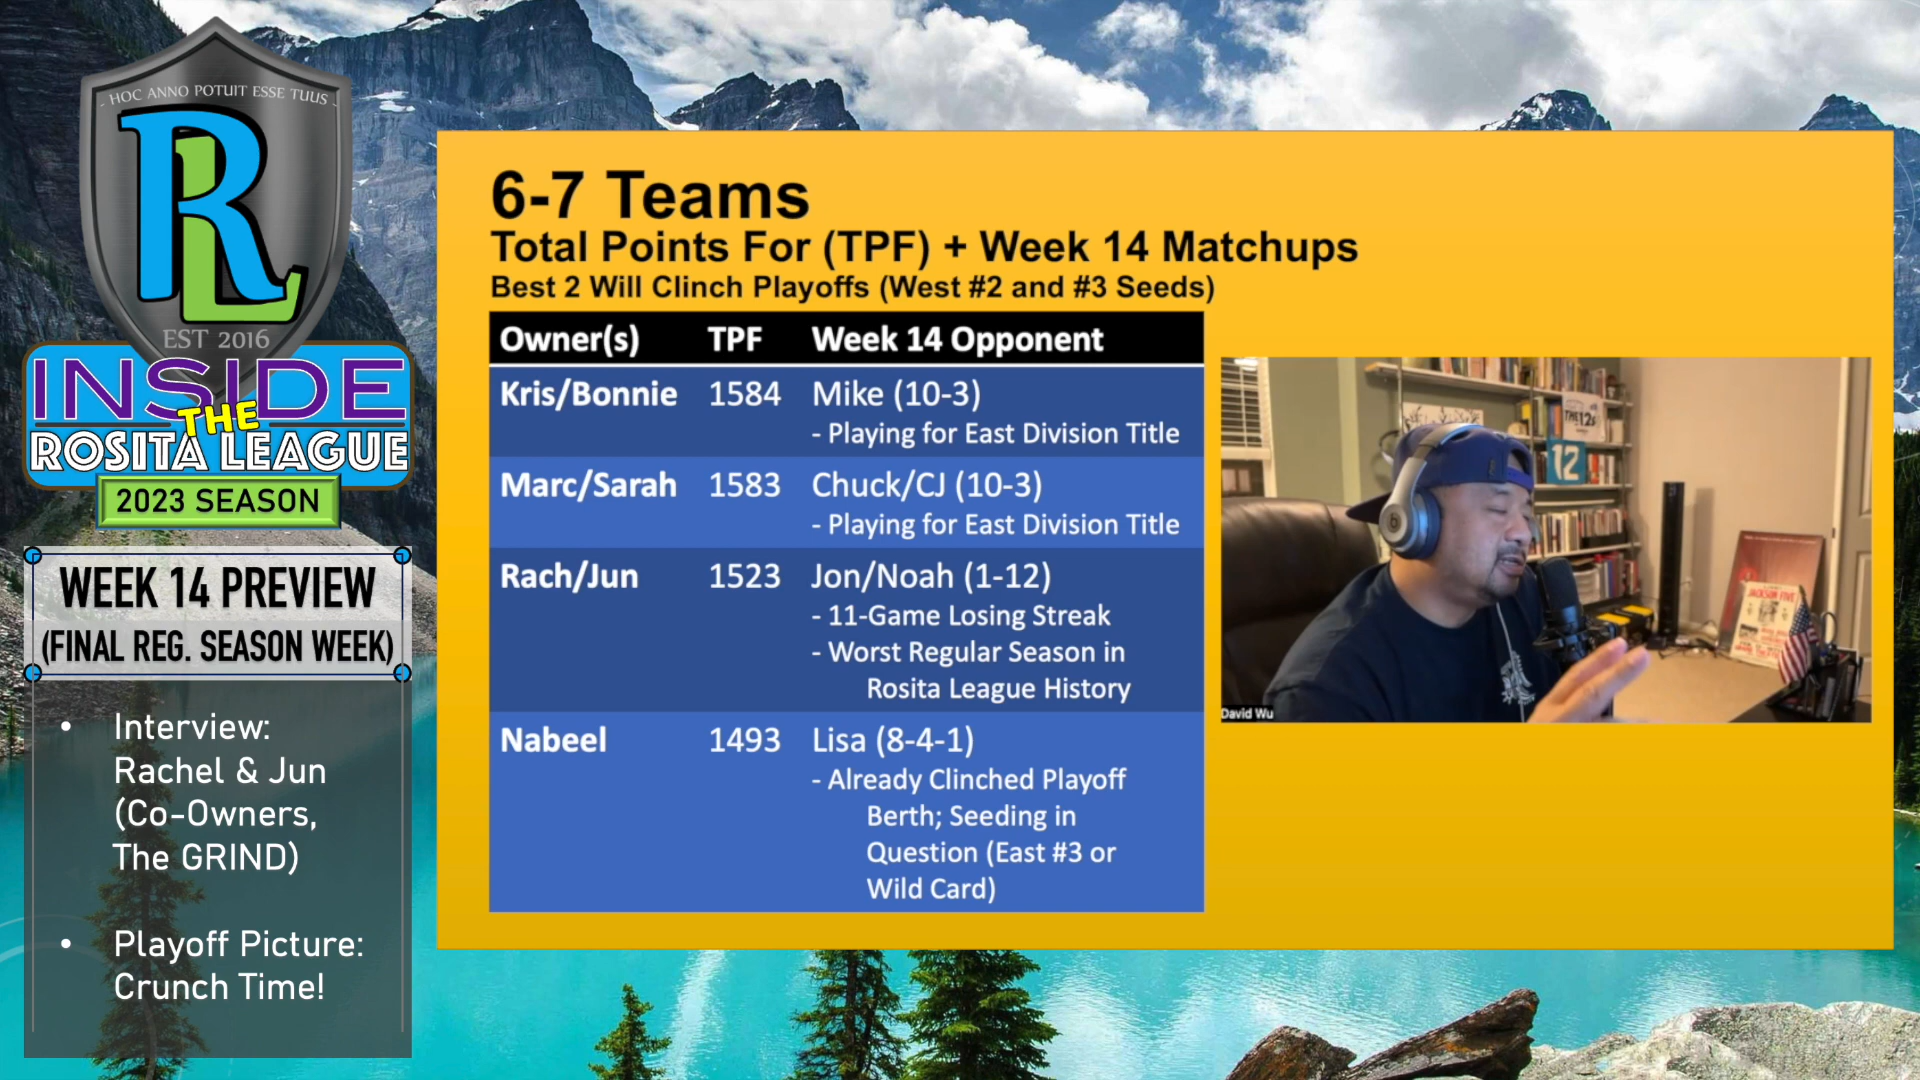 - HOC ANNO POTUIT ESSE TUUS -
RL
EST 2016
INSIDE
THE
ROSITA LEAGUE
2023 SEASON
WEEK 14 PREVIEW
(FINAL REG. SEASON WEEK)
• Interview:
Rachel & Jun
(Co-Owners,
The GRIND)
• Playoff Picture:
Crunch Time!
6-7 Teams
Total Points For (TPF) + Week 14 Matchups
Best 2 Will Clinch Playoffs (West #2 and #3 Seeds)
Owner(s) TPF Week 14 Opponent
Kris/Bonnie 1584 Mike (10-3)
- Playing for East Division Title
Marc/Sarah 1583 Chuck/CJ (10-3)
- Playing for East Division Title
Rach/Jun 1523 Jon/Noah (1-12)
- 11-Game Losing Streak
- Worst Regular Season in
Rosita League History
Nabeel 1493 Lisa (8-4-1)
- Already Clinched Playoff
Berth; Seeding in
Question (East #3 or
Wild Card)
THE 12s
12
JACKSON FIVE
David Wu